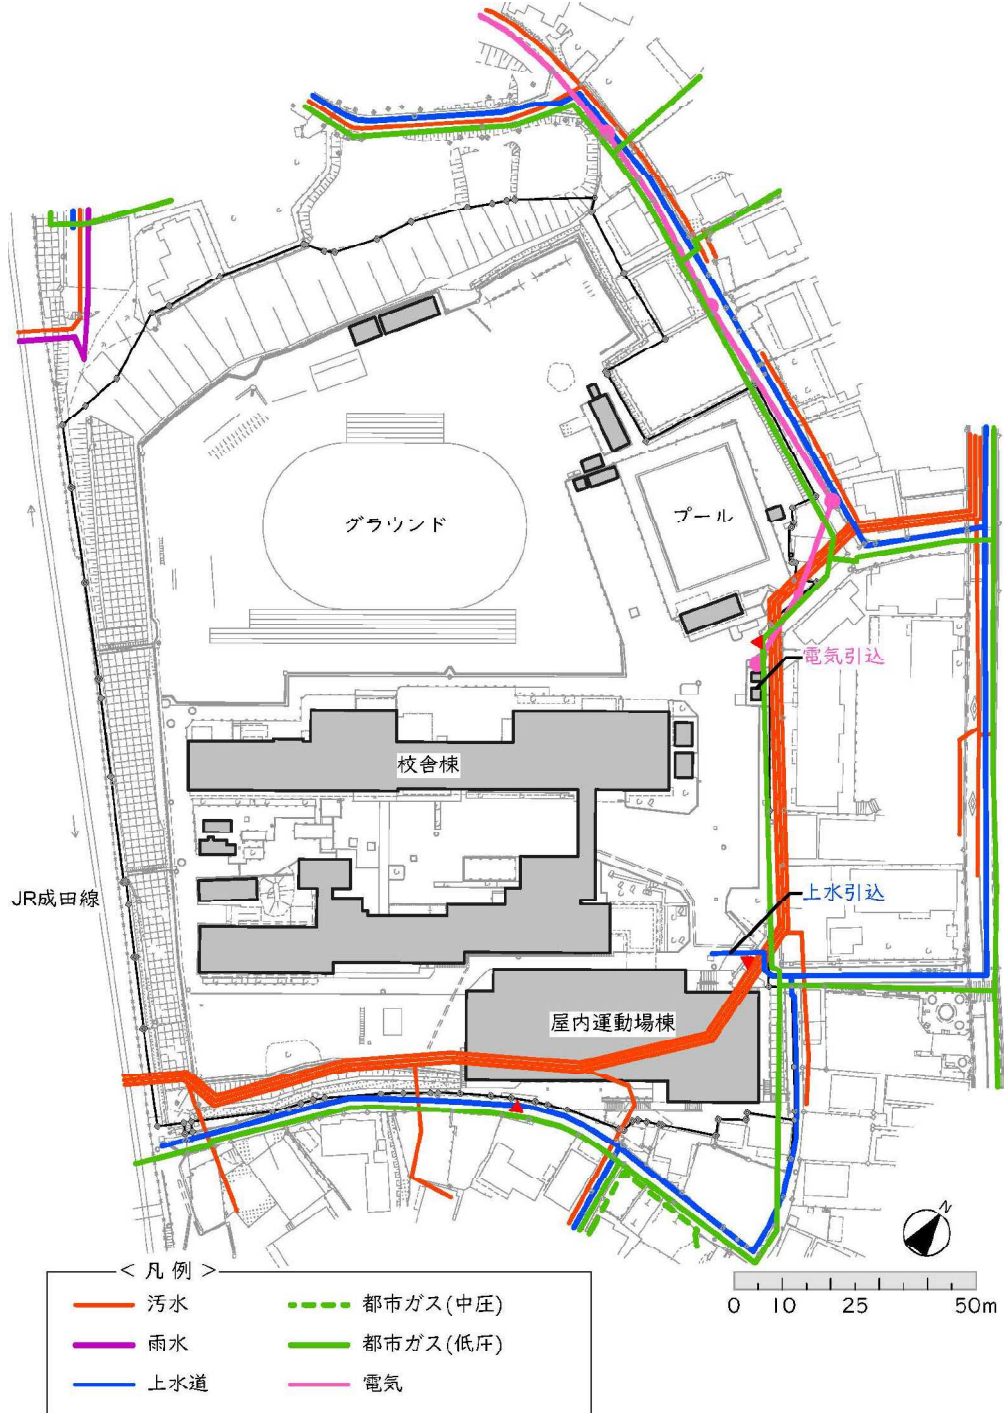 グラウンド
プール
電気引込
校舎棟
JR成田線
上水引込
屋内運動場棟
N
0 10 25 50m
＜凡例＞
汚水
都市ガス(中圧)
雨水
都市ガス(低圧)
上水道
電気